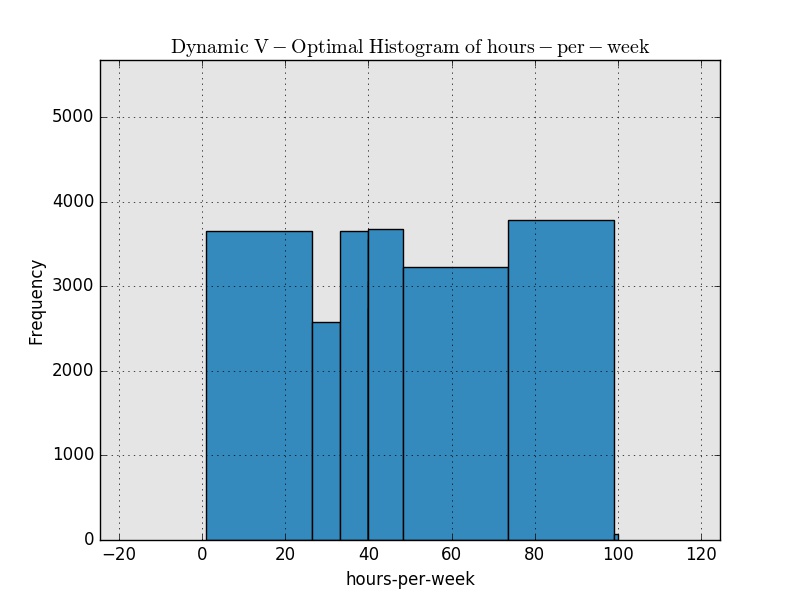 Dynamic V − Optimal Histogram of hours − per − week
Frequency
5000
4000
3000
2000
1000
0
−20 0 20 40 60 80 100 120
hours-per-week